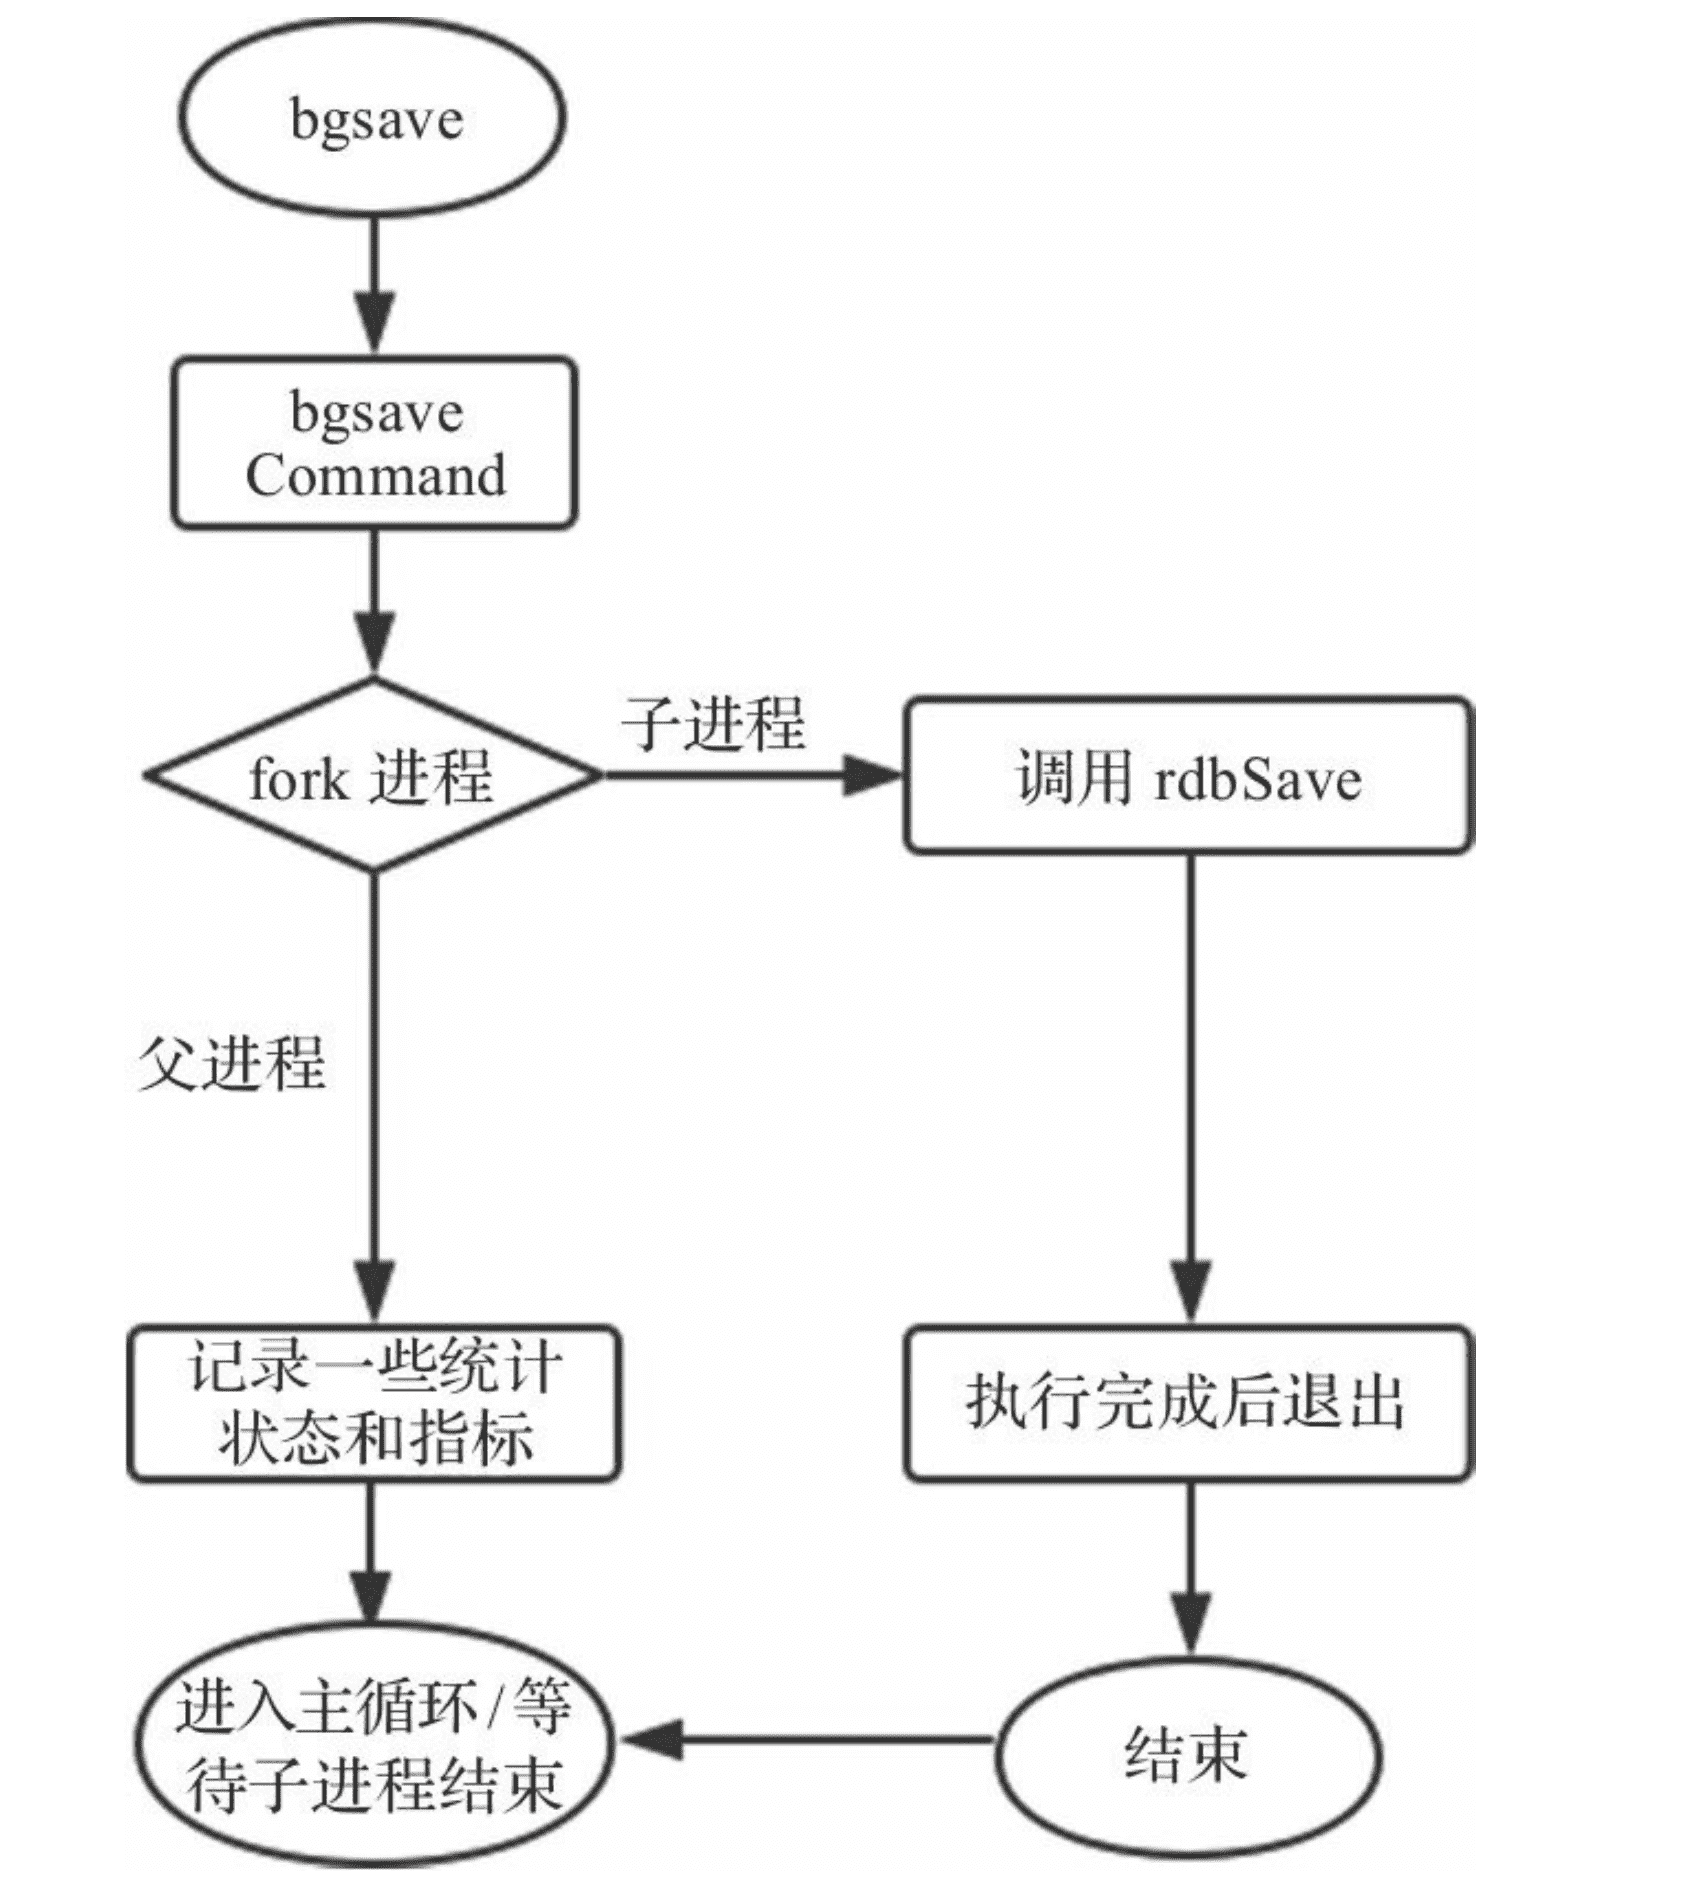 bgsave
bgsave
Command
fork 进程
子进程
调用 rdbSave
父进程
记录一些统计
状态和指标
执行完成后退出
进入主循环/等
待子进程结束
结束